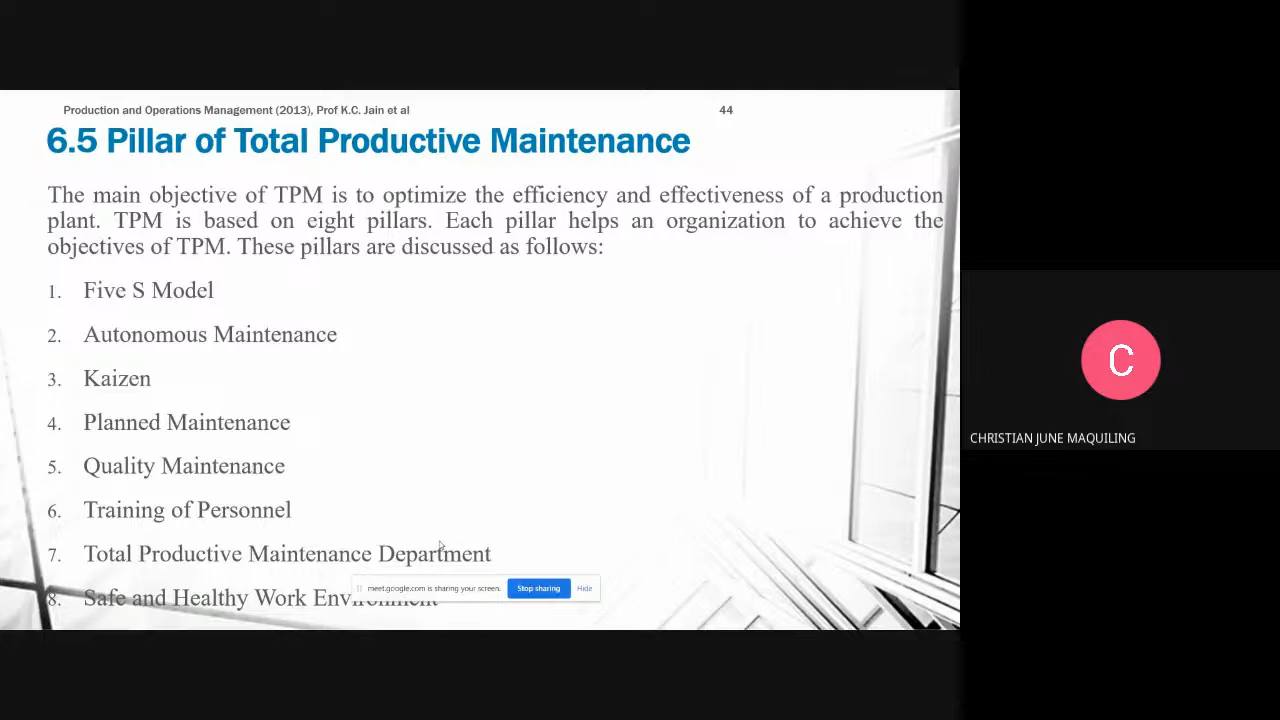 Production and Operations Management (2013), Prof K.C. Jain et al
44
6.5 Pillar of Total Productive Maintenance
The main objective of TPM is to optimize the efficiency and effectiveness of a production
plant. TPM is based on eight pillars. Each pillar helps an organization to achieve the
objectives of TPM. These pillars are discussed as follows:
1. Five S Model
2. Autonomous Maintenance
3. Kaizen
4. Planned Maintenance
5. Quality Maintenance
6. Training of Personnel
7. Total Productive Maintenance Department
meet.google.com is sharing your screen. Stop sharing Hide
8. Safe and Healthy Work Environment
C
CHRISTIAN JUNE MAQUILING